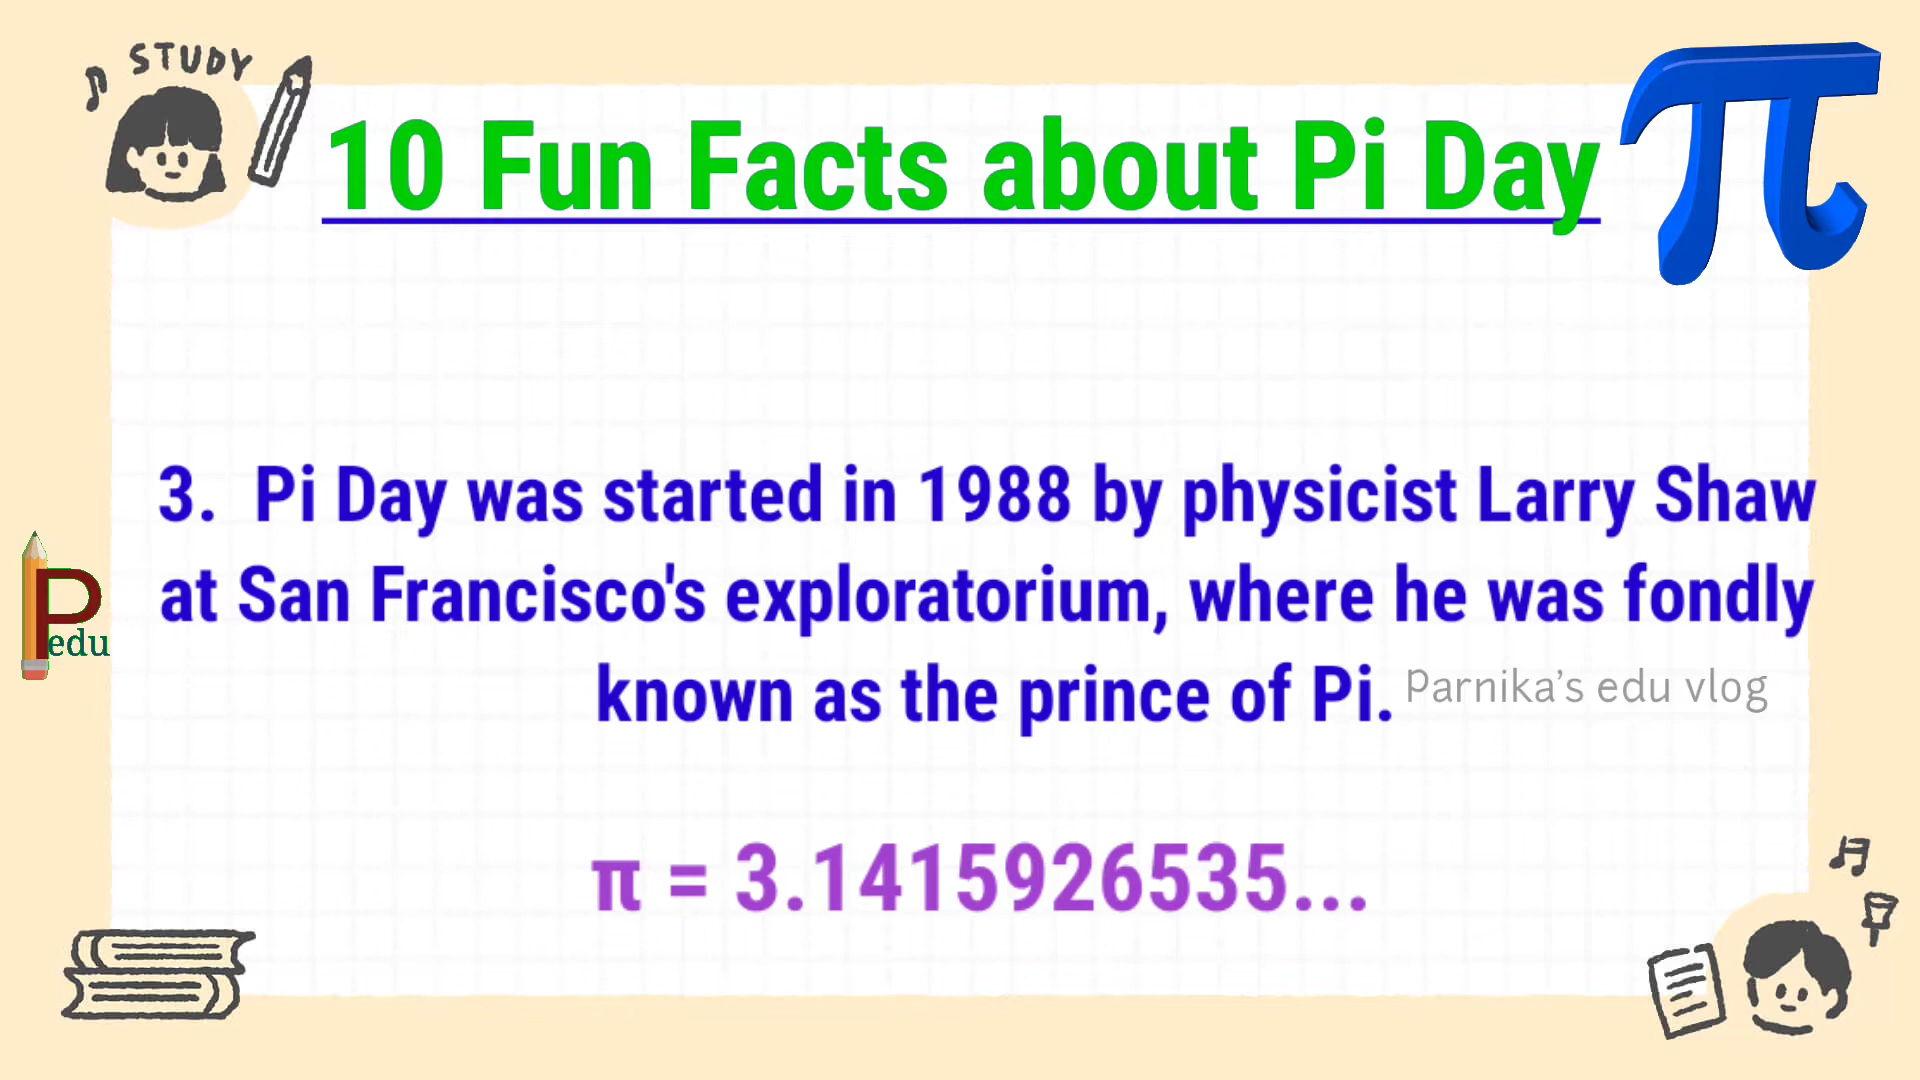 STUDY
10 Fun Facts about Pi Day
π
3. Pi Day was started in 1988 by physicist Larry Shaw
at San Francisco's exploratorium, where he was fondly
known as the prince of Pi.
Parnika's edu vlog
P
edu
π = 3.1415926535...